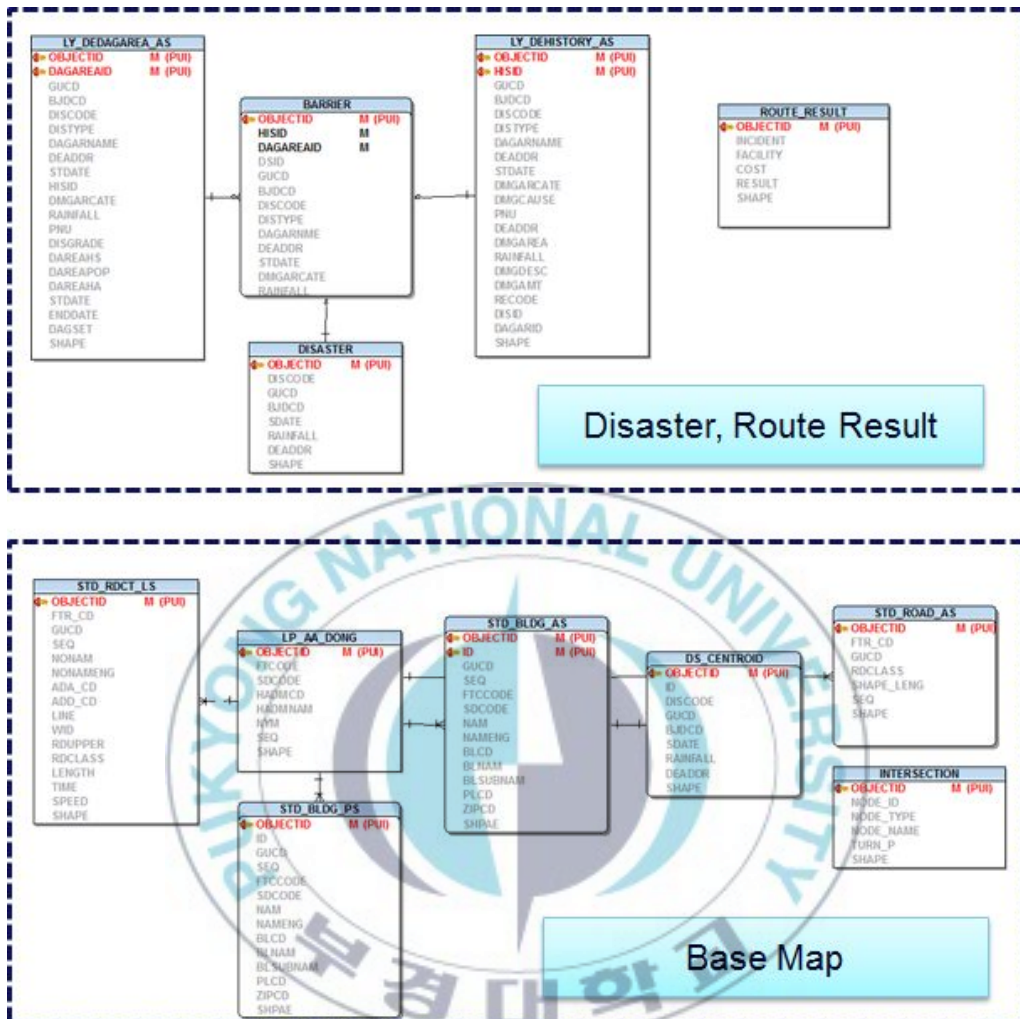 LY_DEDAGAREA_AS
OBJECTID M (PUI)
DAGAREAID M (PUI)
GUCD
BJDCD
DISCODE
DISTYPE
DAGARNAME
DEADDR
STDATE
HISID
DMGARCATE
RAINFALL
PNU
DISGRADE
DAREAHS
DAREAPOP
DAREAHA
STDATE
ENDDATE
DAGSET
SHAPE
BARRIER
OBJECTID M (PUI)
HISID M
DAGAREAID M
DSID
GUCD
BJDCD
DISCODE
DISTYPE
DAGARNME
DEADDR
STDATE
DMGARCATE
RAINFALL
DISASTER
OBJECTID M (PUI)
DISCODE
GUCD
BJDCD
SDATE
RAINFALL
DEADDR
SHAPE
LY_DEHISTORY_AS
OBJECTID M (PUI)
HISID M (PUI)
GUCD
BJDCD
DISCODE
DISTYPE
DAGARNAME
DEADDR
STDATE
DMGARCATE
DMGCAUSE
PNU
DEADDR
DMGAREA
RAINFALL
DMGDESC
DMGAMT
RECODE
DISID
DAGARID
SHAPE
ROUTE_RESULT
OBJECTID M (PUI)
INCIDENT
FACILITY
COST
RESULT
SHAPE
Disaster, Route Result
PUKYONG NATIONAL UNIVERSITY
STD_RDCT_LS
OBJECTID M (PUI)
FTR_CD
GUCD
SEQ
NONAM
NONAMENG
ADA_CD
ADD_CD
LINE
WID
RDUPPER
RDCLASS
LENGTH
TIME
SPEED
SHAPE
LP_AA_DONG
OBJECTID M (PUI)
FTCODE
SDCODE
HADMCD
HADMNAM
NYM
SEQ
SHAPE
STD_BLDG_PS
OBJECTID M (PUI)
ID
GUCD
SEQ
FTCCODE
SDCODE
NAM
NAMENG
BLCD
BLNAM
BLSUBNAM
PLCD
ZIPCD
SHPAE
STD_BLDG_AS
OBJECTID M (PUI)
ID M (PUI)
GUCD
SEQ
FTCCODE
SDCODE
NAM
NAMENG
BLCD
BLNAM
BLSUBNAM
PLCD
ZIPCD
SHPAE
DS_CENTROID
OBJECTID M (PUI)
ID
DISCODE
GUCD
BJDCD
SDATE
RAINFALL
DEADDR
SHAPE
STD_ROAD_AS
OBJECTID M (PUI)
FTR_CD
GUCD
RDCLASS
SHAPE_LENG
SEQ
SHAPE
INTERSECTION
OBJECTID M (PUI)
NODE_ID
NODE_TYPE
NODE_NAME
TURN_P
SHAPE
Base Map
부경대학교